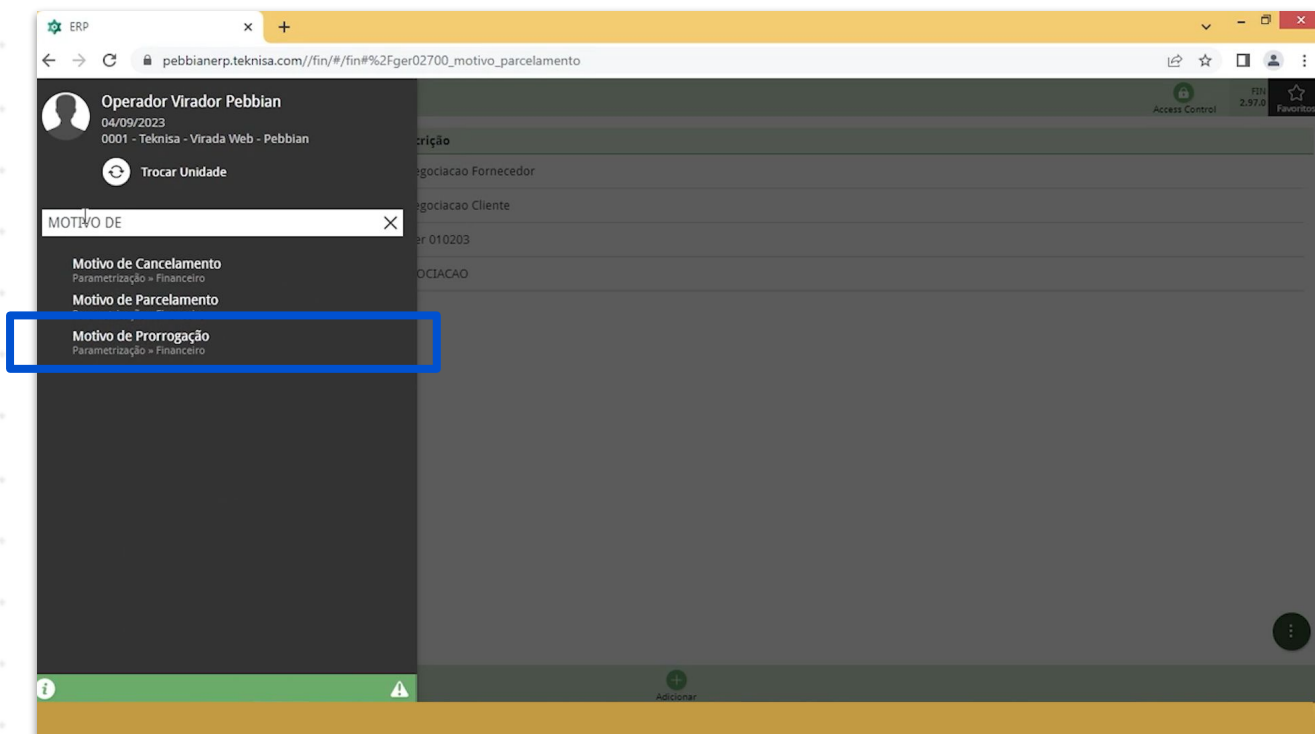 ERP
pebbianerp.teknisa.com//fin/#/fin#%2Fger02700_motivo_parcelamento
Operador Virador Pebbian
04/09/2023
0001 - Teknisa - Virada Web - Pebbian
Trocar Unidade
Access Control
FIN
2.97.0
Favoritos
crição
egociacao Fornecedor
egociacao Cliente
er 010203
OCIACAO
MOTIVO DE
Motivo de Cancelamento
Parametrização » Financeiro
Motivo de Parcelamento
Motivo de Prorrogação
Parametrização » Financeiro
Adicionar